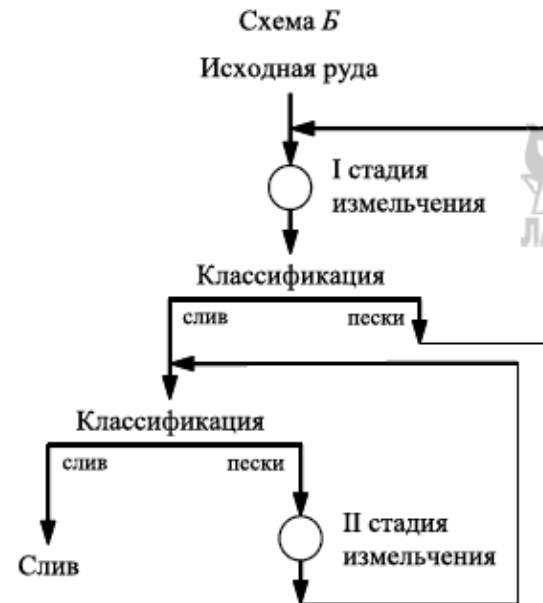 Схема Б
Исходная руда
I стадия
измельчения
Классификация
слив
пески
Классификация
слив
пески
II стадия
измельчения
Слив